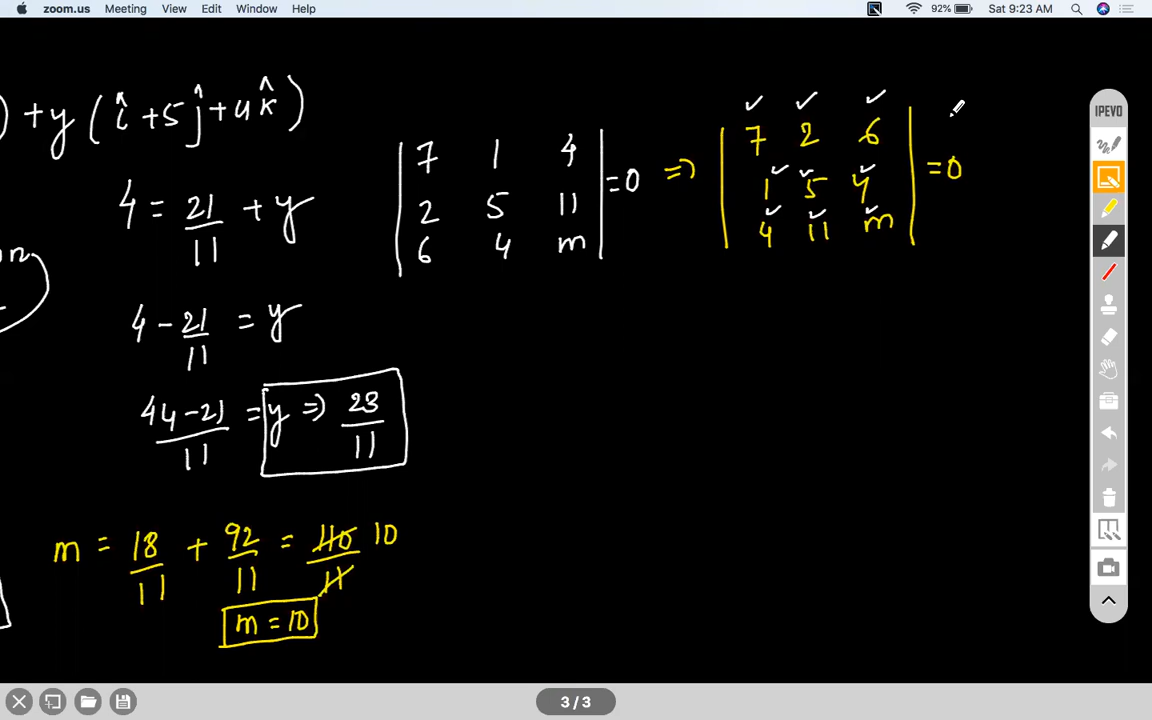 zoom.us Meeting View Edit Window Help 92% Sat 9:23 AM
) + y ( î + 5 ĵ + 4 k̂ )
4 = 21/11 + y
4 - 21/11 = y
44-21/11 = y => 23/11
m = 18/11 + 92/11 = 110/11 10
m = 10
| 7 1 4 |
| 2 5 11 | = 0 =>
| 6 4 m |
| 7 2 6 |
| 1 5 4 | = 0
| 4 11 m |
IPEVO
3 / 3